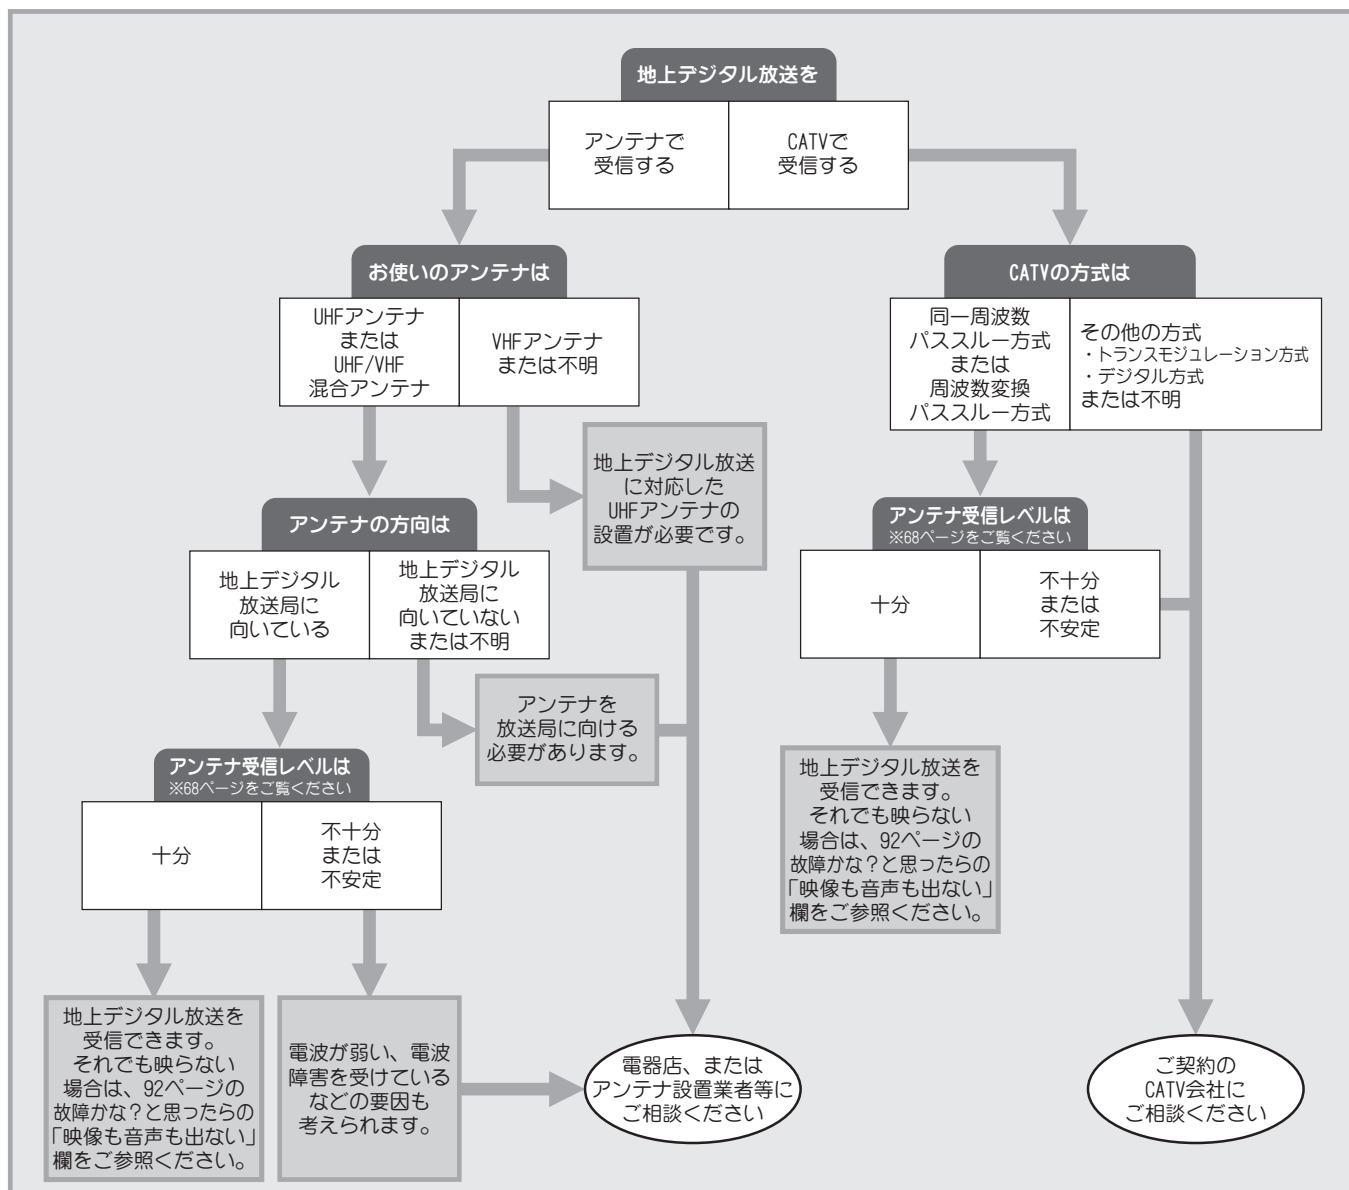 地上デジタル放送を
アンテナで
受信する
CATVで
受信する
お使いのアンテナは
UHFアンテナ
または
UHF/VHF
混合アンテナ
VHFアンテナ
または不明
CATVの方式は
同一周波数
パススルー方式
または
周波数変換
パススルー方式
その他の方式
・トランスモジュレーション方式
・デジタル方式
または不明
地上デジタル放送
に対応した
UHFアンテナの
設置が必要です。
アンテナの方向は
地上デジタル
放送局に
向いている
地上デジタル
放送局に
向いていない
または不明
アンテナ受信レベルは
※68ページをご覧ください
十分
不十分
または
不安定
アンテナを
放送局に向ける
必要があります。
アンテナ受信レベルは
※68ページをご覧ください
十分
不十分
または
不安定
地上デジタル放送を
受信できます。
それでも映らない
場合は、92ページの
故障かな？と思ったらの
「映像も音声も出ない」
欄をご参照ください。
地上デジタル放送を
受信できます。
それでも映らない
場合は、92ページの
故障かな？と思ったらの
「映像も音声も出ない」
欄をご参照ください。
電波が弱い、電波
障害を受けている
などの要因も
考えられます。
電器店、または
アンテナ設置業者等に
ご相談ください
ご契約の
CATV会社に
ご相談ください